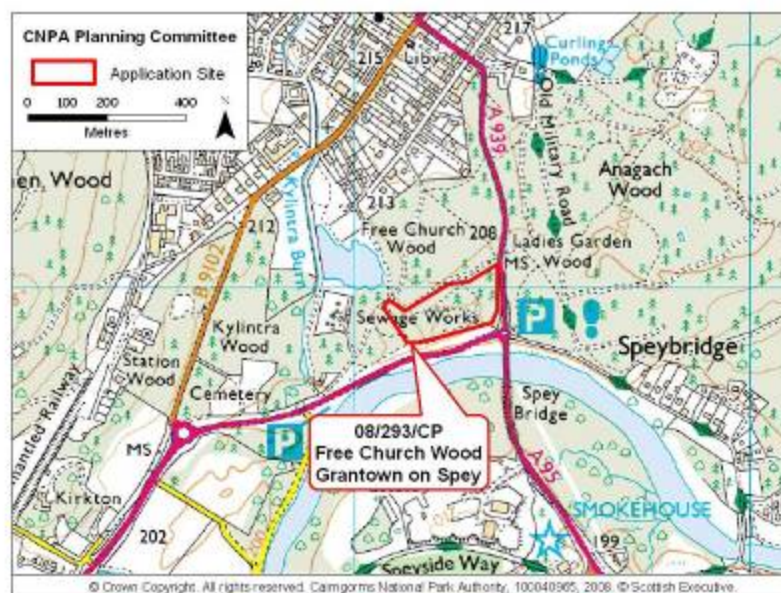 CNPA Planning Committee
Application Site
0 100 200 400
Metres
N
217
Curling
Ponds
215
Liby
A 939
Old Military Road
Anagach
Wood
Wood
Kylintra Burn
213
Free Church
Wood
208
Ladies Garden
Wood
MS
212
B 9102
Sewage Works
P
Kylintra
Wood
Speybridge
Station
Wood
Cemetery
Spey
Bridge
MS
P
08/293/CP
Free Church Wood
Grantown on Spey
A95
Kirkton
202
SMOKEHOUSE
199
Speyside Way
© Crown Copyright. All rights reserved. Cairngorms National Park Authority, 100040965, 2008. © Scottish Executive.